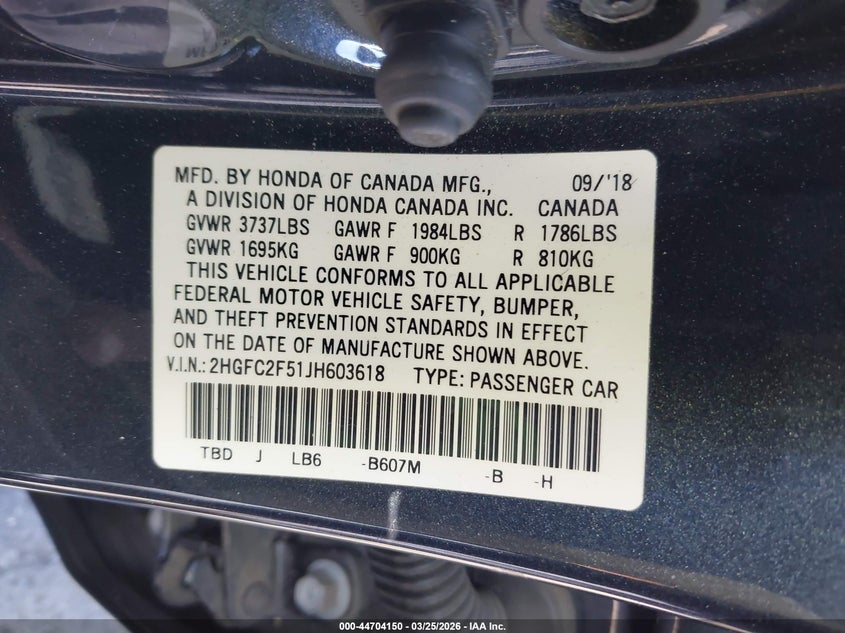 MFD. BY HONDA OF CANADA MFG., 09/'18
A DIVISION OF HONDA CANADA INC. CANADA
GVWR 3737LBS GAWR F 1984LBS R 1786LBS
GVWR 1695KG GAWR F 900KG R 810KG
THIS VEHICLE CONFORMS TO ALL APPLICABLE
FEDERAL MOTOR VEHICLE SAFETY, BUMPER,
AND THEFT PREVENTION STANDARDS IN EFFECT
ON THE DATE OF MANUFACTURE SHOWN ABOVE.
V.I.N.: 2HGFC2F51JH603618 TYPE: PASSENGER CAR
TBD J LB6 -B607M -B -H
000-44704150 — 03/25/2026 — IAA Inc.